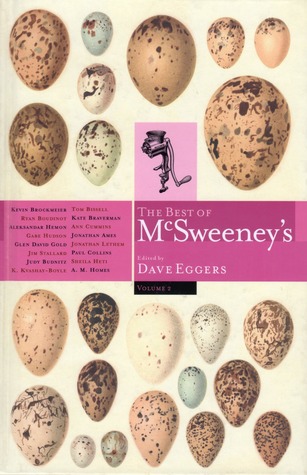 KEVIN BROCKMEIER
RYAN BOUDINOT
ALEKSANDAR HEMON
GABE HUDSON
GLEN DAVID GOLD
JIM STALLARD
JUDY BUDNITZ
K. KVASHAY-BOYLE
TOM BISSELL
KATE BRAVERMAN
ANN CUMMINS
JONATHAN AMES
JONATHAN LETHEM
PAUL COLLINS
SHEILA HETI
A. M. HOMES
THE BEST OF
McSWEENEY'S
Edited by
DAVE EGGERS
VOLUME 2